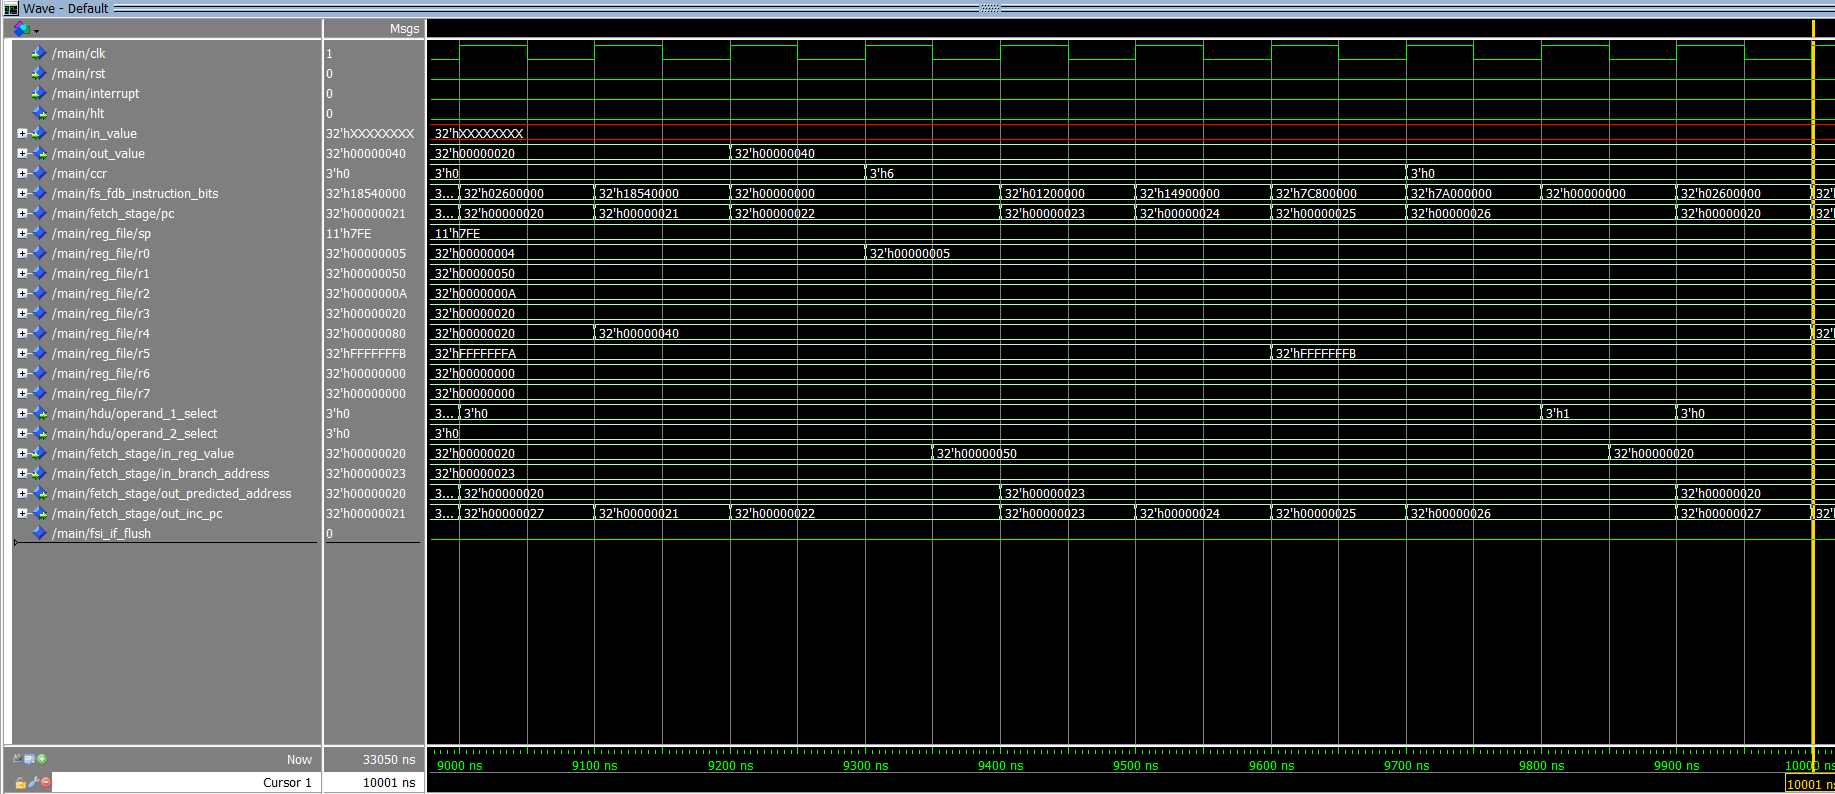 Wave - Default
Msgs
/main/clk 1
/main/rst 0
/main/interrupt 0
/main/hlt 0
/main/in_value 32'hXXXXXXXX 32'hXXXXXXXX
/main/out_value 32'h00000040 32'h00000020 32'h00000040
/main/ccr 3'h0 3'h0 3'h6 3'h0
/main/fs_fdb_instruction_bits 32'h18540000 3... 32'h02600000 32'h18540000 32'h00000000 32'h01200000 32'h14900000 32'h7C800000 32'h7A000000 32'h00000000 32'h02600000 32'h
/main/fetch_stage/pc 32'h00000021 3... 32'h00000020 32'h00000021 32'h00000022 32'h00000023 32'h00000024 32'h00000025 32'h00000026 32'h00000020 32'h
/main/reg_file/sp 11'h7FE 11'h7FE
/main/reg_file/r0 32'h00000005 32'h00000004 32'h00000005
/main/reg_file/r1 32'h00000050 32'h00000050
/main/reg_file/r2 32'h0000000A 32'h0000000A
/main/reg_file/r3 32'h00000020 32'h00000020
/main/reg_file/r4 32'h00000080 32'h00000020 32'h00000040 32'h
/main/reg_file/r5 32'hFFFFFFFB 32'hFFFFFFFA 32'hFFFFFFFB
/main/reg_file/r6 32'h00000000 32'h00000000
/main/reg_file/r7 32'h00000000 32'h00000000
/main/hdu/operand_1_select 3'h0 3... 3'h0 3'h1 3'h0
/main/hdu/operand_2_select 3'h0 3'h0
/main/fetch_stage/in_reg_value 32'h00000020 32'h00000020 32'h00000050 32'h00000020
/main/fetch_stage/in_branch_address 32'h00000023 32'h00000023
/main/fetch_stage/out_predicted_address 32'h00000020 3... 32'h00000020 32'h00000023 32'h00000020
/main/fetch_stage/out_inc_pc 32'h00000021 3... 32'h00000027 32'h00000021 32'h00000022 32'h00000023 32'h00000024 32'h00000025 32'h00000026 32'h00000027 32'h
/main/fsi_if_flush 0
Now 33050 ns 9000 ns 9100 ns 9200 ns 9300 ns 9400 ns 9500 ns 9600 ns 9700 ns 9800 ns 9900 ns 10000 ns
Cursor 1 10001 ns 10001 ns